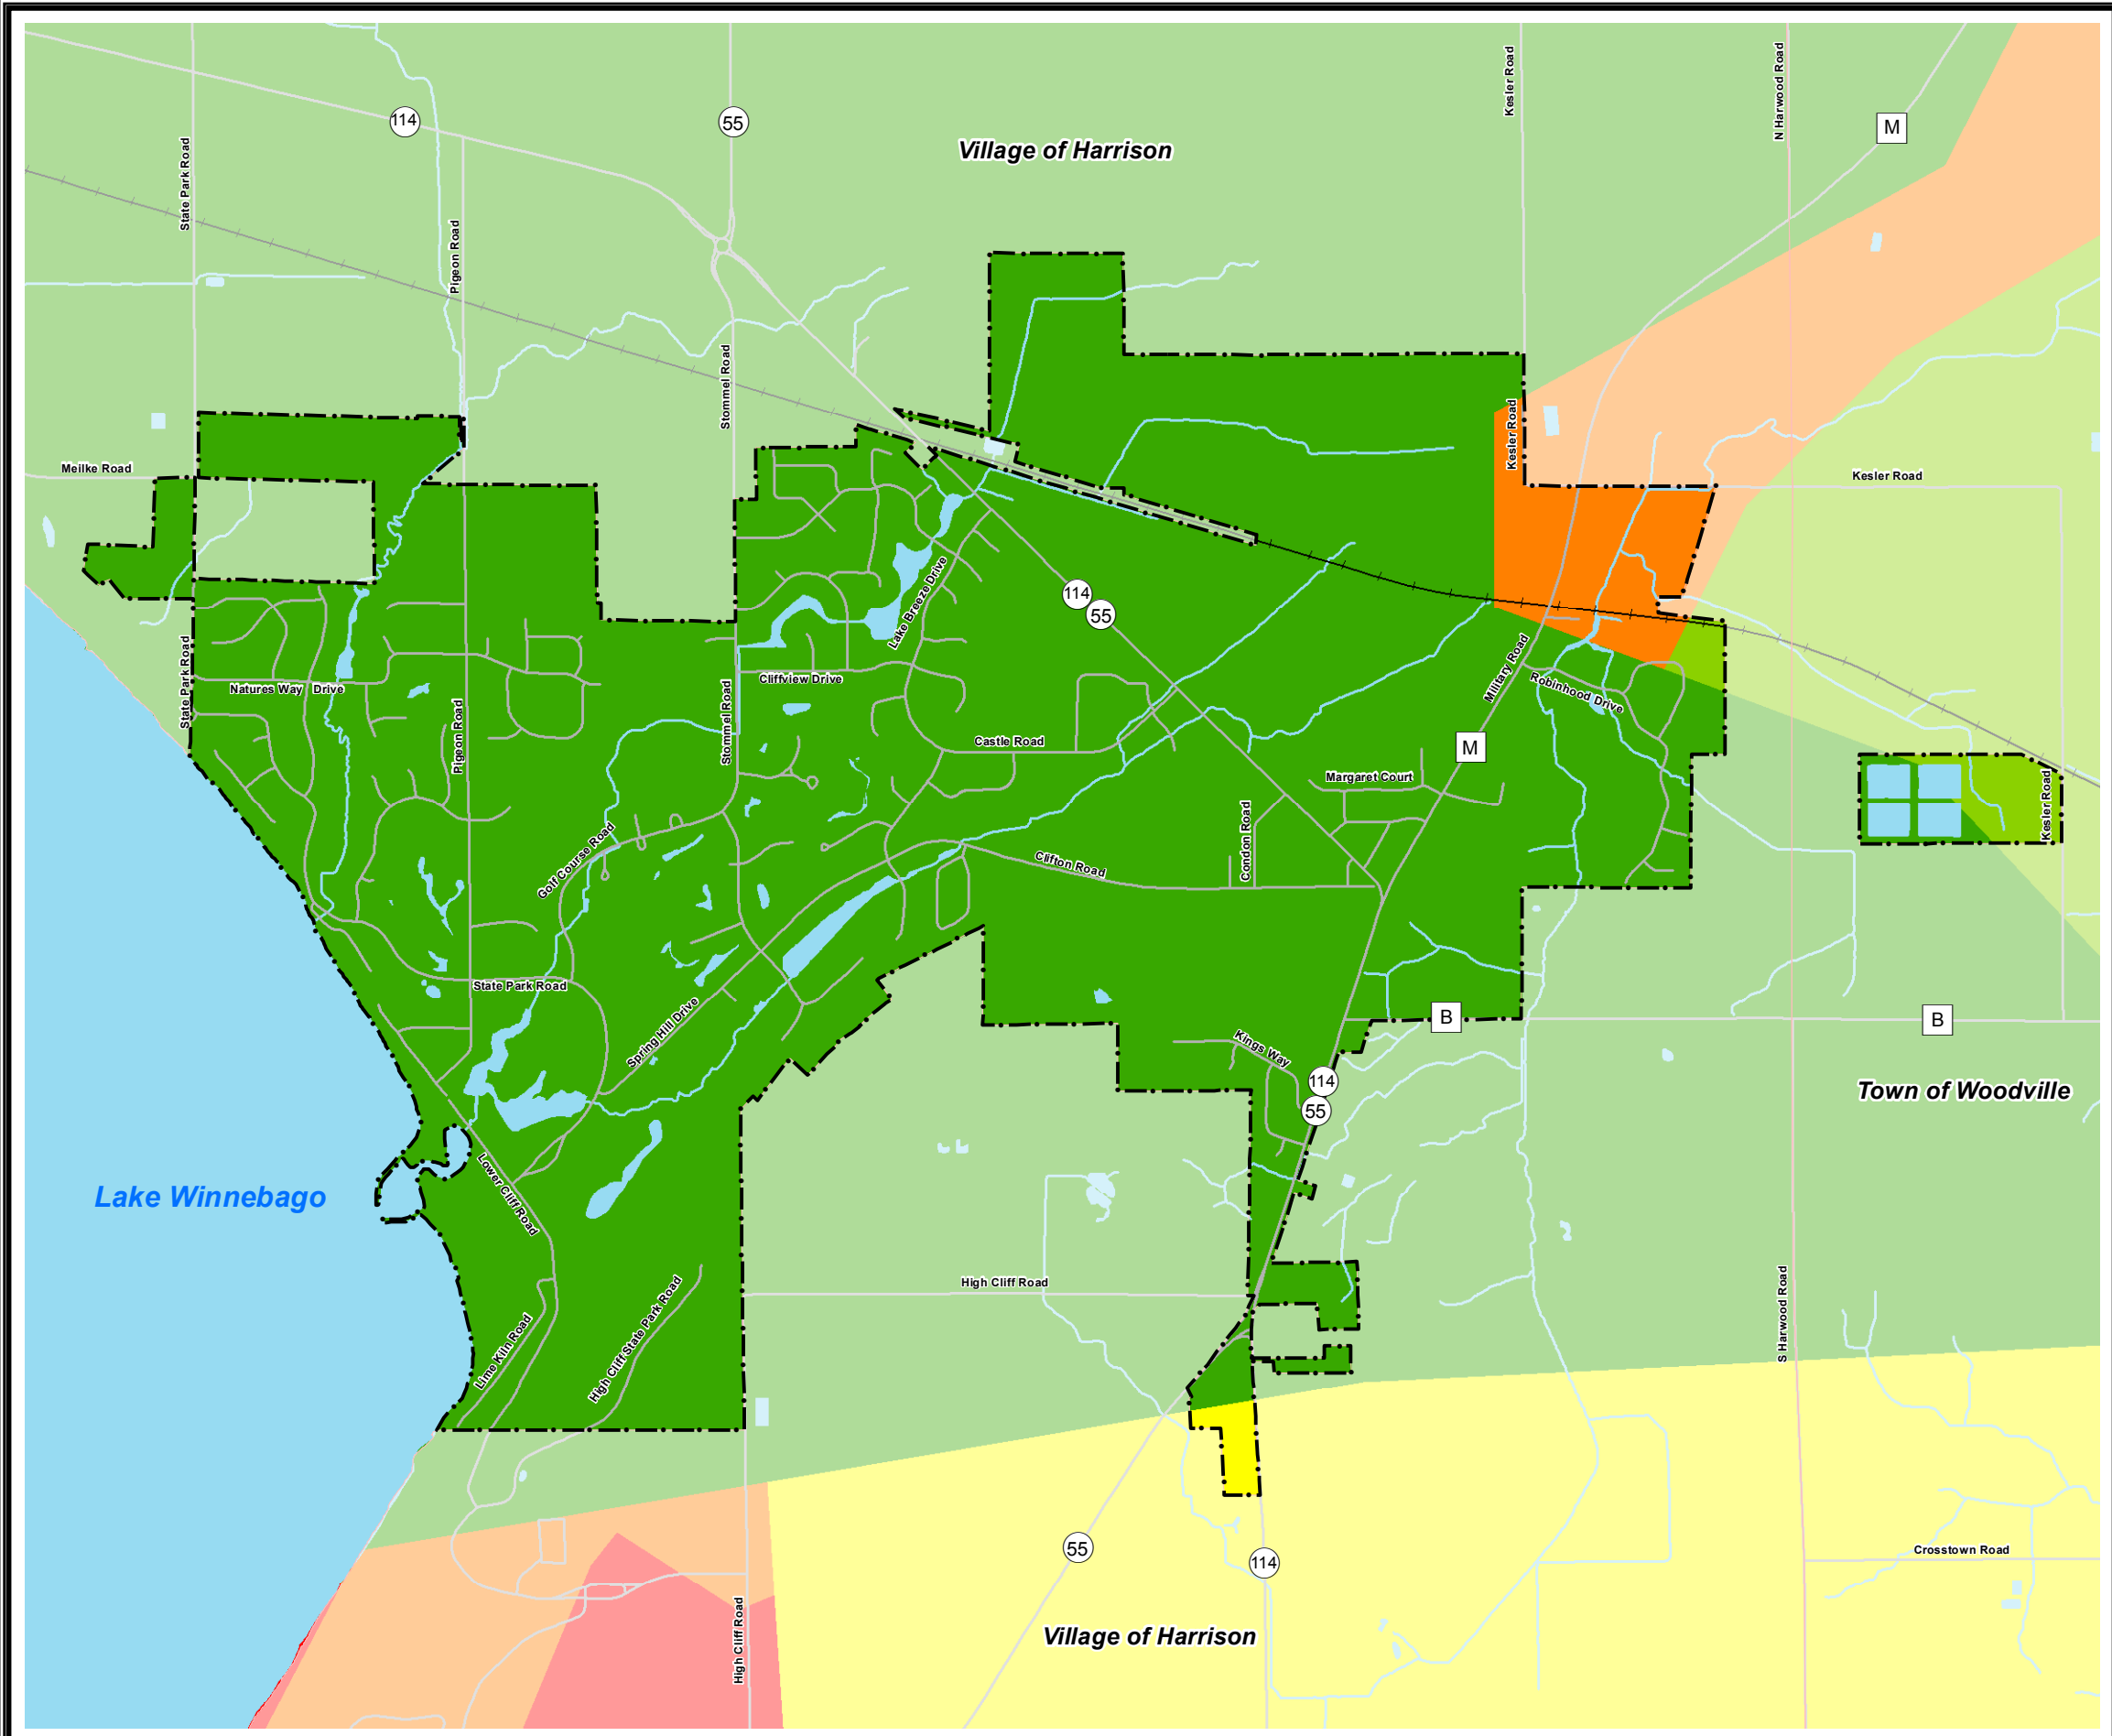 Kesler Road
N Harwood Road
114
55
M
Village of Harrison
State Park Road
Pigeon Road
Stommel Road
Kesler Road
Meilke Road
Kesler Road
Lake Breeze Drive
114
55
State Park Road
Natures Way Drive
Cliffview Drive
Military Road
Robinhood Drive
Pigeon Road
Stommel Road
Castle Road
M
Margaret Court
Kesler Road
Golf Course Road
Condon Road
Clifton Road
State Park Road
Spring Hill Drive
Kings Way
B
B
114
55
Town of Woodville
Lake Winnebago
Lower Cliff Road
High Cliff Road
S Harwood Road
Lime Kiln Road
High Cliff State Park Road
55
114
Crosstown Road
High Cliff Road
Village of Harrison